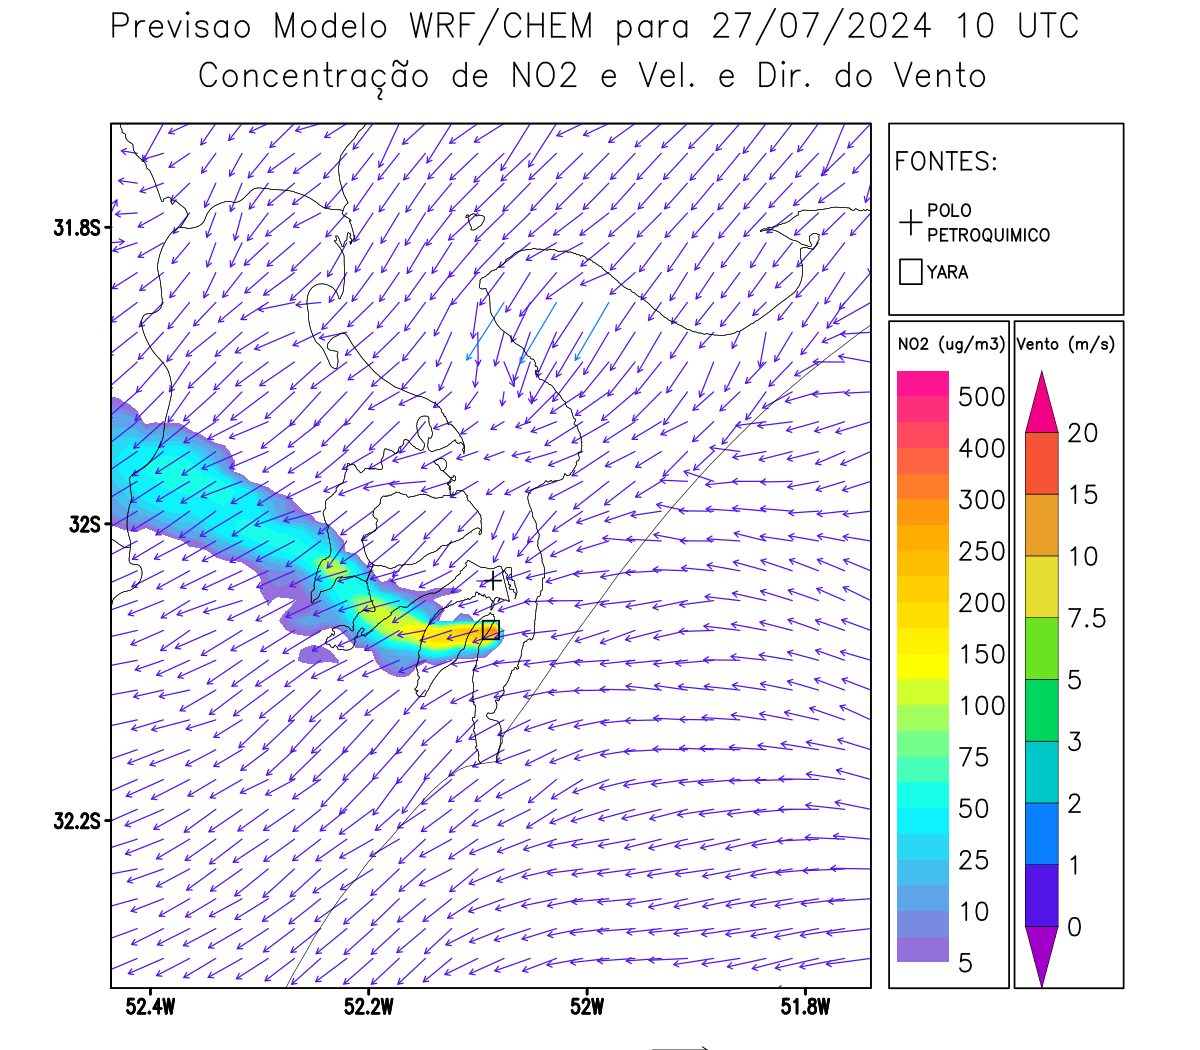 Previsao Modelo WRF/CHEM para 27/07/2024 10 UTC
Concentração de NO2 e Vel. e Dir. do Vento
FONTES:
POLO
PETROQUIMICO
YARA
NO2 (ug/m3)
500
400
300
250
200
150
100
75
50
25
10
5
Vento (m/s)
20
15
10
7.5
5
3
2
1
0
31.8S
32S
32.2S
52.4W
52.2W
52W
51.8W